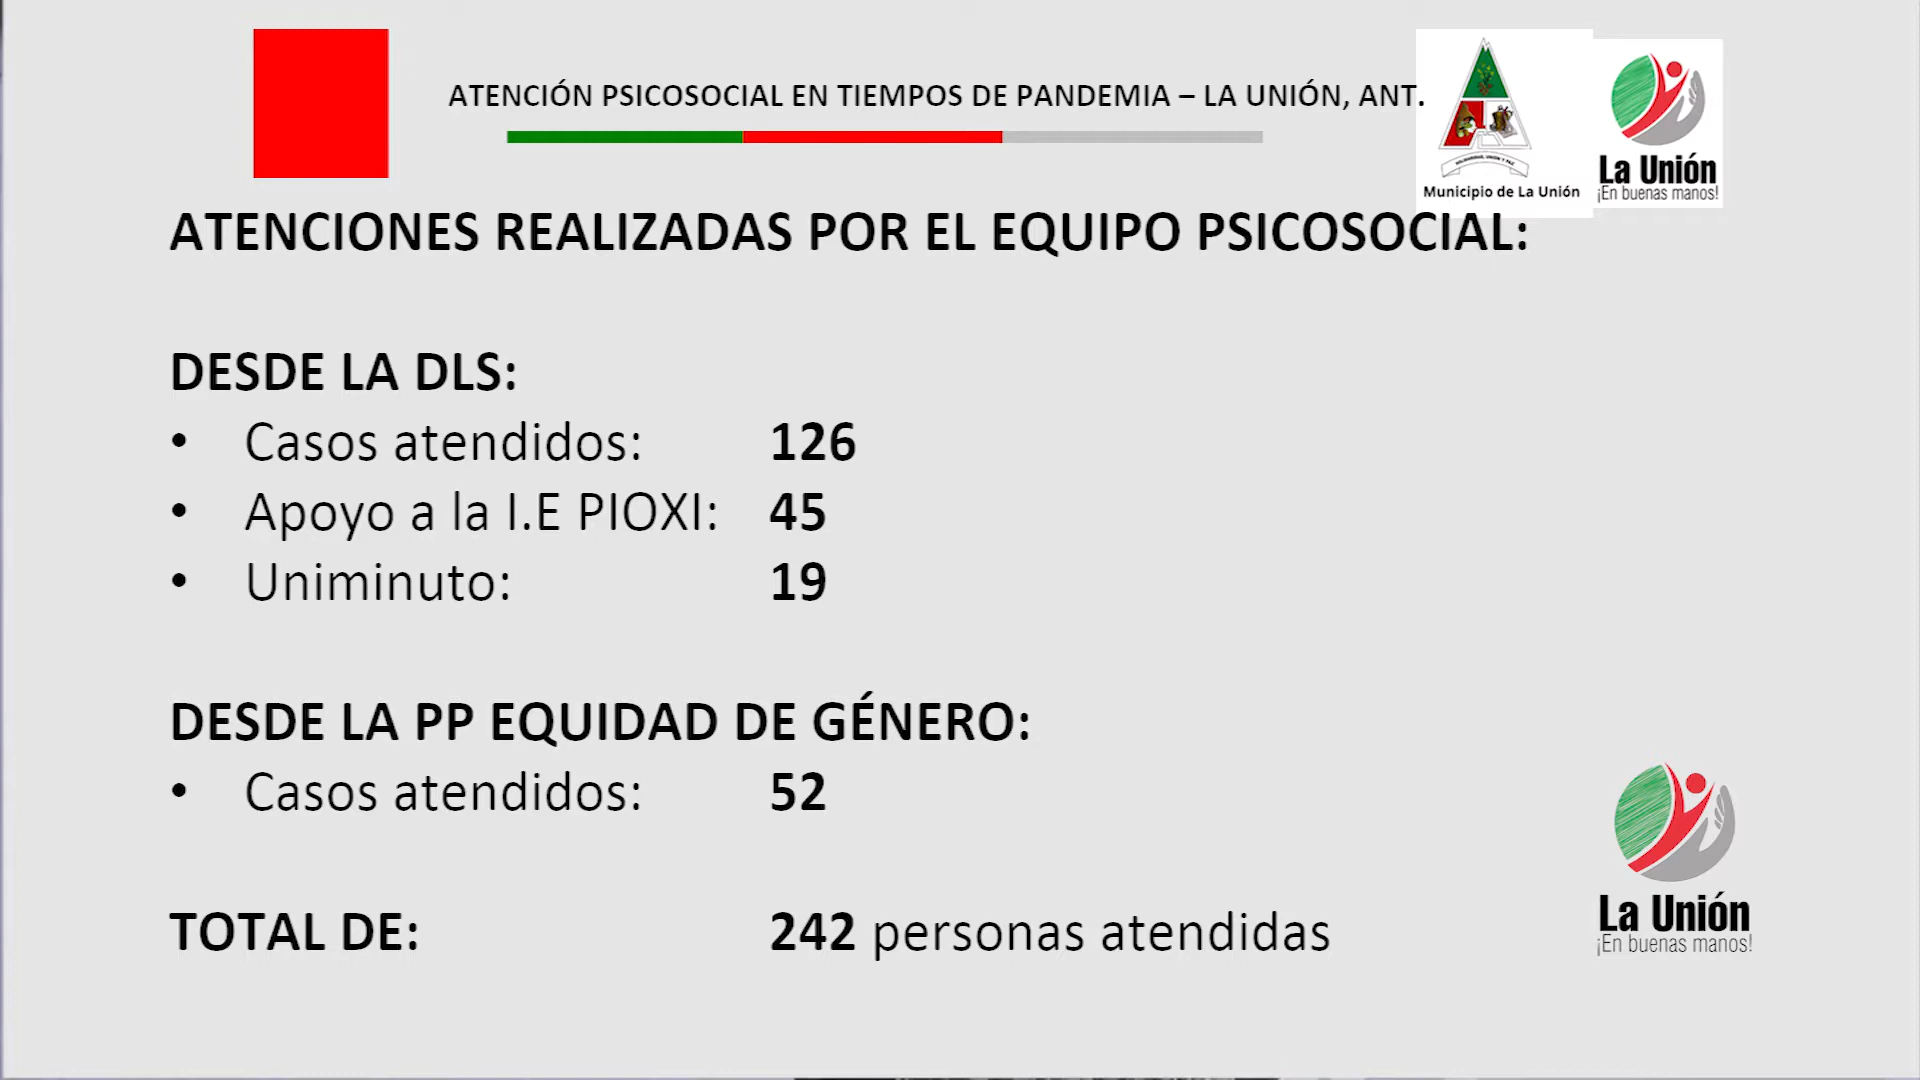 ATENCIÓN PSICOSOCIAL EN TIEMPOS DE PANDEMIA – LA UNIÓN, ANT.
Municipio de La Unión
La Unión
¡En buenas manos!
ATENCIONES REALIZADAS POR EL EQUIPO PSICOSOCIAL:
DESDE LA DLS:
• Casos atendidos: 126
• Apoyo a la I.E PIOXI: 45
• Uniminuto: 19
DESDE LA PP EQUIDAD DE GÉNERO:
• Casos atendidos: 52
TOTAL DE: 242 personas atendidas
La Unión
¡En buenas manos!